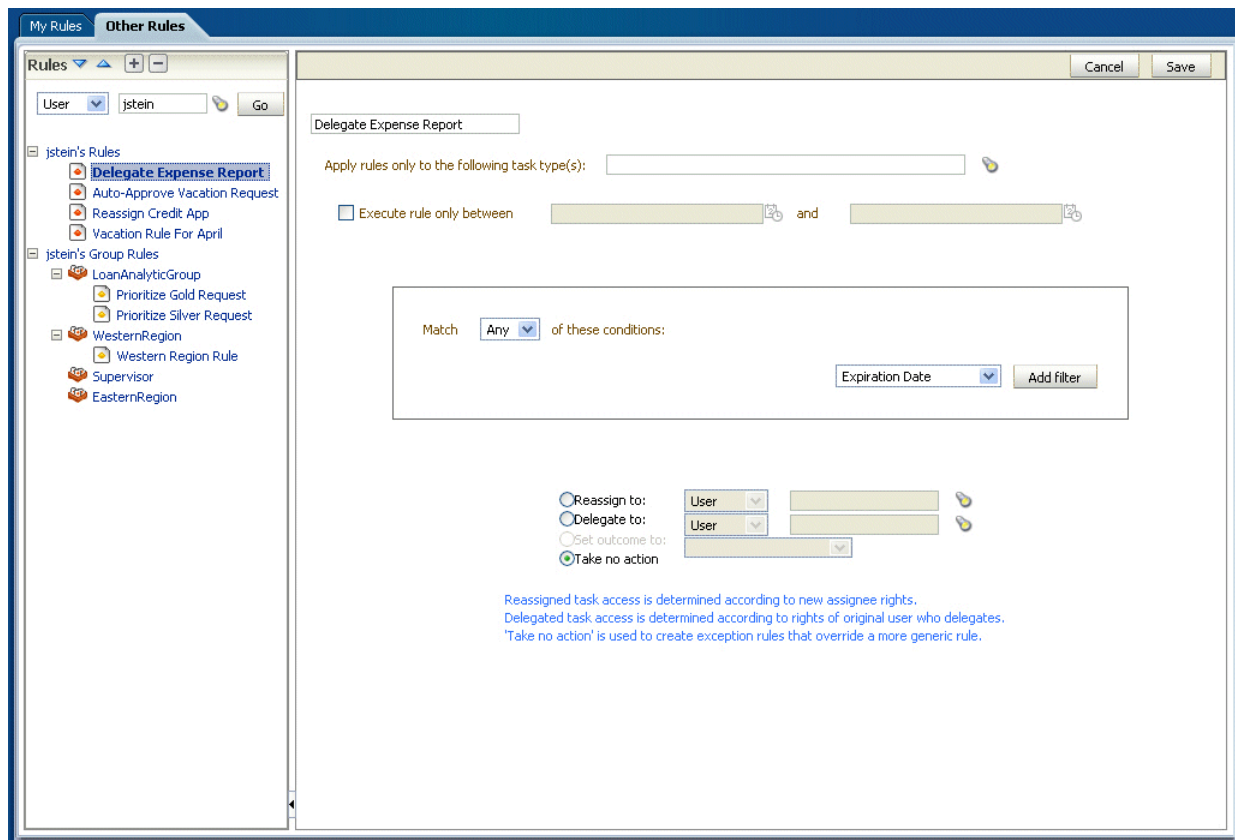 My Rules Other Rules
Rules
Cancel Save
User jstein Go
Delegate Expense Report
Apply rules only to the following task type(s):
Execute rule only between and
jstein's Rules
Delegate Expense Report
Auto-Approve Vacation Request
Reassign Credit App
Vacation Rule For April
jstein's Group Rules
LoanAnalyticGroup
Prioritize Gold Request
Prioritize Silver Request
WesternRegion
Western Region Rule
Supervisor
EasternRegion
Match Any of these conditions:
Expiration Date Add filter
Reassign to: User
Delegate to: User
Set outcome to:
Take no action
Reassigned task access is determined according to new assignee rights.
Delegated task access is determined according to rights of original user who delegates.
'Take no action' is used to create exception rules that override a more generic rule.